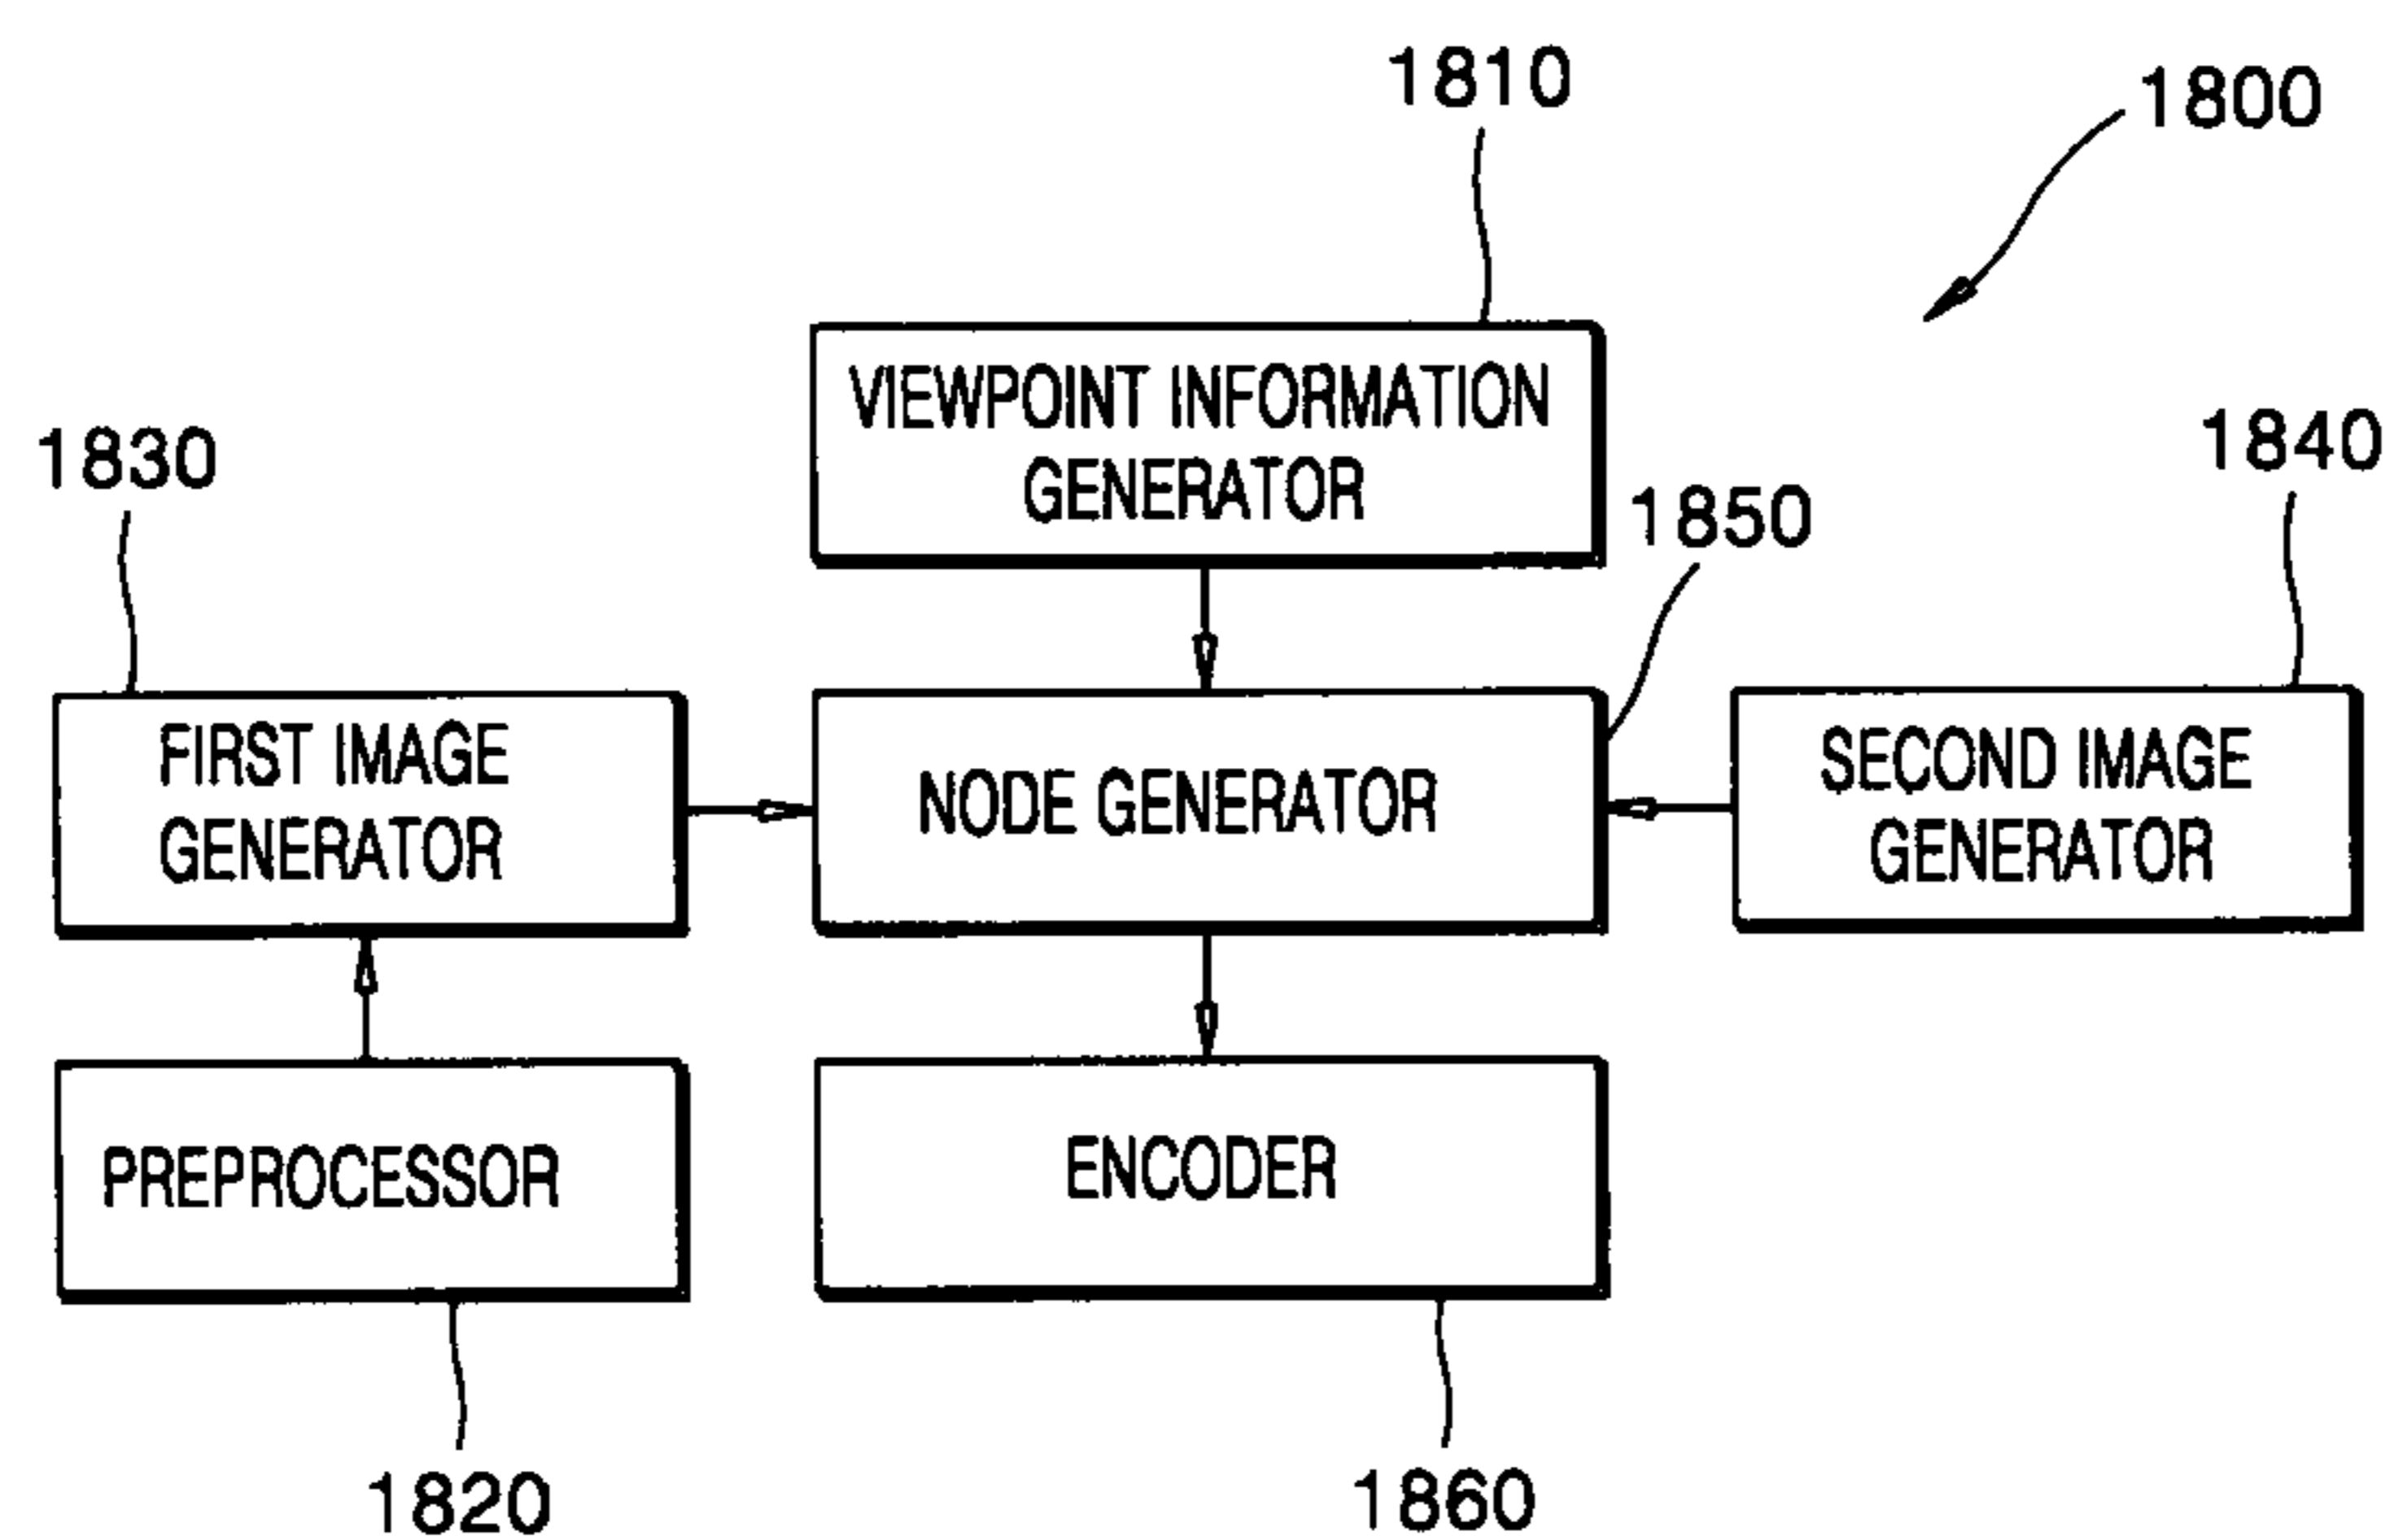 1810
1800
VIEWPOINT INFORMATION
GENERATOR
1830
1840
1850
FIRST IMAGE
GENERATOR
NODE GENERATOR
SECOND IMAGE
GENERATOR
PREPROCESSOR
ENCODER
1820
1860